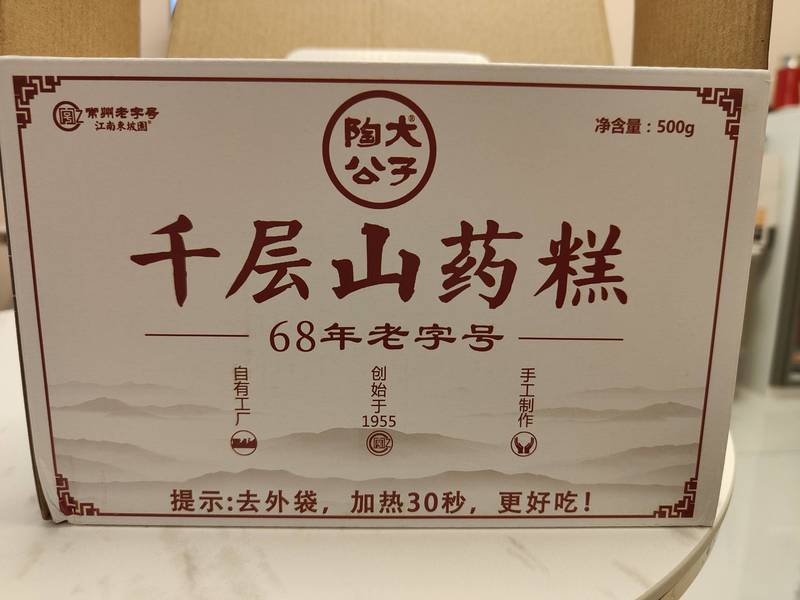 常州老字号
江南东坡園®
陶大®
公子
净含量：500g
千层山药糕
68年老字号
自有工厂
创始于
1955
手工制作
提示:去外袋，加热30秒，更好吃！